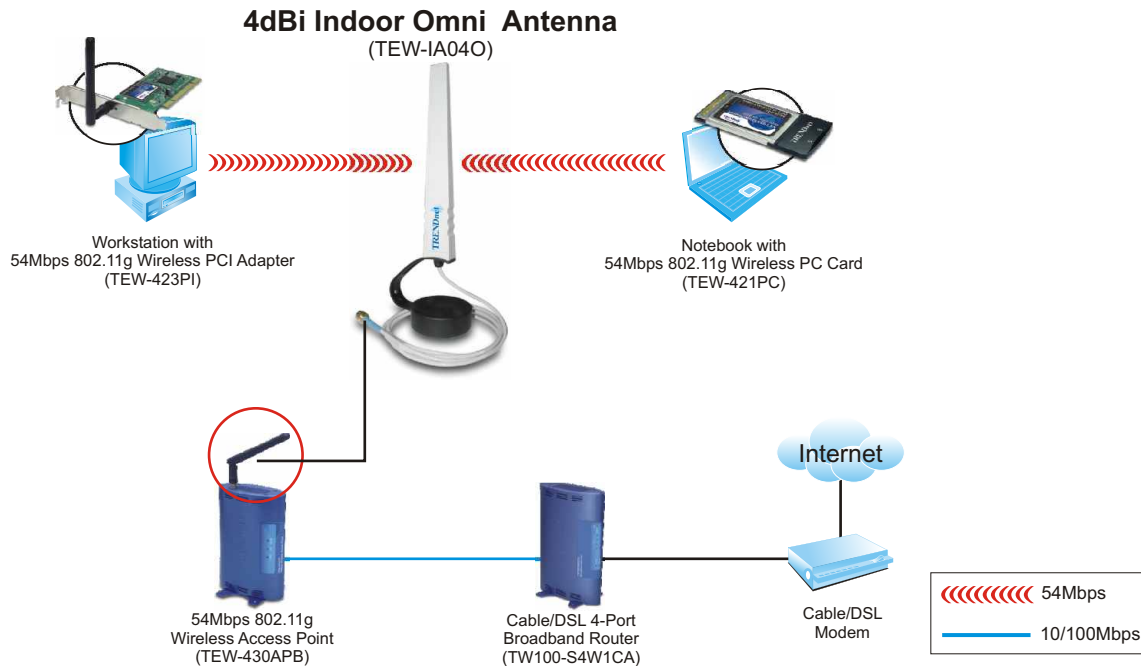 4dBi Indoor Omni Antenna
(TEW-IA04O)
TRENDnet
TRENDnet
Workstation with
54Mbps 802.11g Wireless PCI Adapter
(TEW-423PI)
Notebook with
54Mbps 802.11g Wireless PC Card
(TEW-421PC)
Internet
54Mbps 802.11g
Wireless Access Point
(TEW-430APB)
Cable/DSL 4-Port
Broadband Router
(TW100-S4W1CA)
Cable/DSL
Modem
54Mbps
10/100Mbps